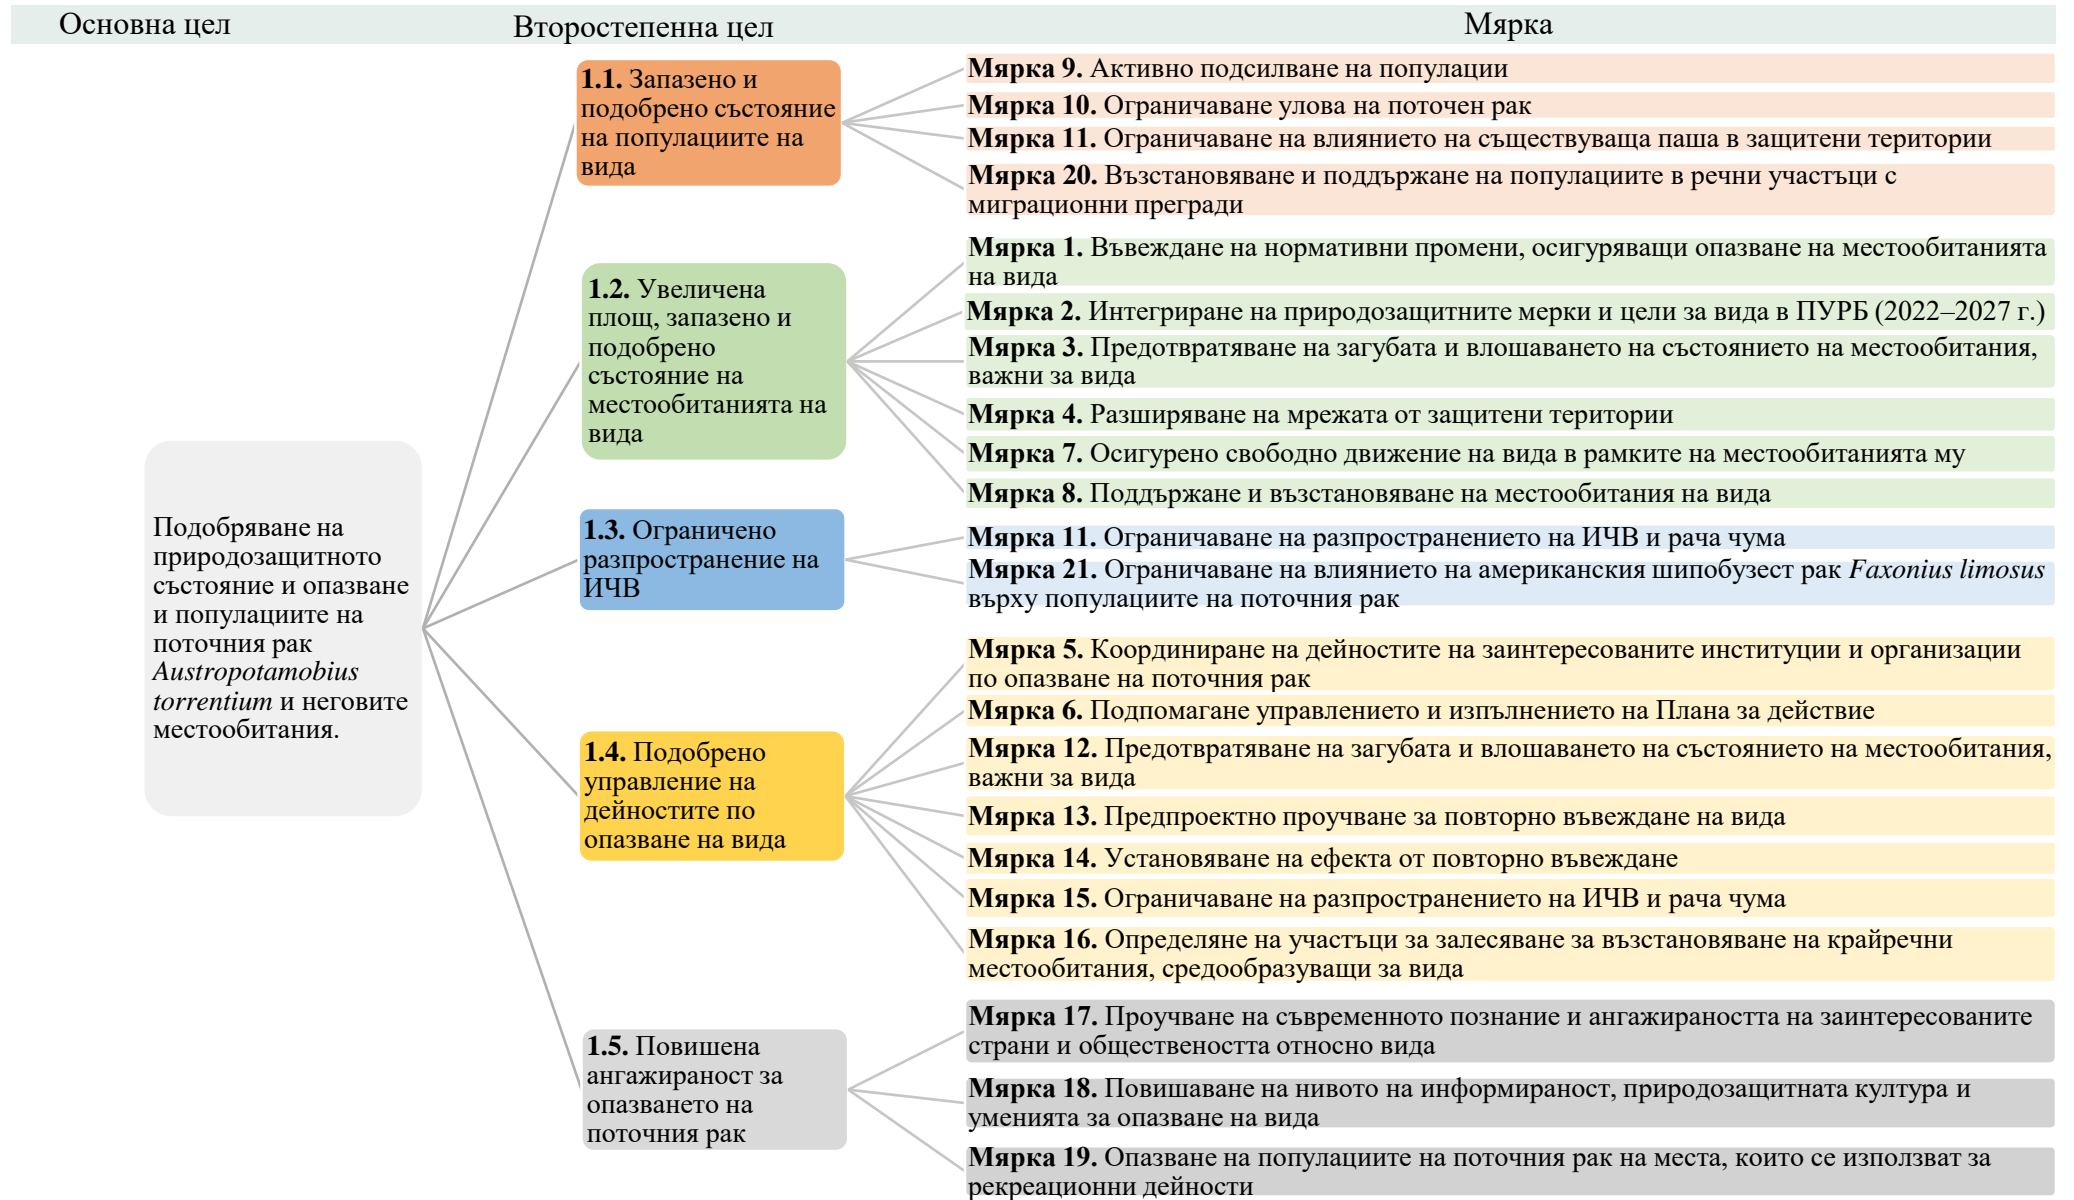 Основна цел
Второстепенна цел
Мярка
Подобряване на
природозащитното
състояние и опазване
и популациите на
поточния рак
Austropotamobius
torrentium и неговите
местообитания.
1.1. Запазено и
подобрено състояние
на популациите на
вида
Мярка 9. Активно подсилване на популации
Мярка 10. Ограничаване улова на поточен рак
Мярка 11. Ограничаване на влиянието на съществуваща паша в защитени територии
Мярка 20. Възстановяване и поддържане на популациите в речни участъци с
миграционни прегради
1.2. Увеличена
площ, запазено и
подобрено
състояние на
местообитанията на
вида
Мярка 1. Въвеждане на нормативни промени, осигуряващи опазване на местообитанията
на вида
Мярка 2. Интегриране на природозащитните мерки и цели за вида в ПУРБ (2022–2027 г.)
Мярка 3. Предотвратяване на загубата и влошаването на състоянието на местообитания,
важни за вида
Мярка 4. Разширяване на мрежата от защитени територии
Мярка 7. Осигурено свободно движение на вида в рамките на местообитанията му
Мярка 8. Поддържане и възстановяване на местообитания на вида
1.3. Ограничено
разпространение на
ИЧВ
Мярка 11. Ограничаване на разпространението на ИЧВ и рача чума
Мярка 21. Ограничаване на влиянието на американския шипобузест рак Faxonius limosus
върху популациите на поточния рак
1.4. Подобрено
управление на
дейностите по
опазване на вида
Мярка 5. Координиране на дейностите на заинтересованите институции и организации
по опазване на поточния рак
Мярка 6. Подпомагане управлението и изпълнението на Плана за действие
Мярка 12. Предотвратяване на загубата и влошаването на състоянието на местообитания,
важни за вида
Мярка 13. Предпроектно проучване за повторно въвеждане на вида
Мярка 14. Установяване на ефекта от повторно въвеждане
Мярка 15. Ограничаване на разпространението на ИЧВ и рача чума
Мярка 16. Определяне на участъци за залесяване за възстановяване на крайречни
местообитания, средообразуващи за вида
1.5. Повишена
ангажираност за
опазването на
поточния рак
Мярка 17. Проучване на съвременното познание и ангажираността на заинтересованите
страни и обществеността относно вида
Мярка 18. Повишаване на нивото на информираност, природозащитната култура и
уменията за опазване на вида
Мярка 19. Опазване на популациите на поточния рак на места, които се използват за
рекреационни дейности